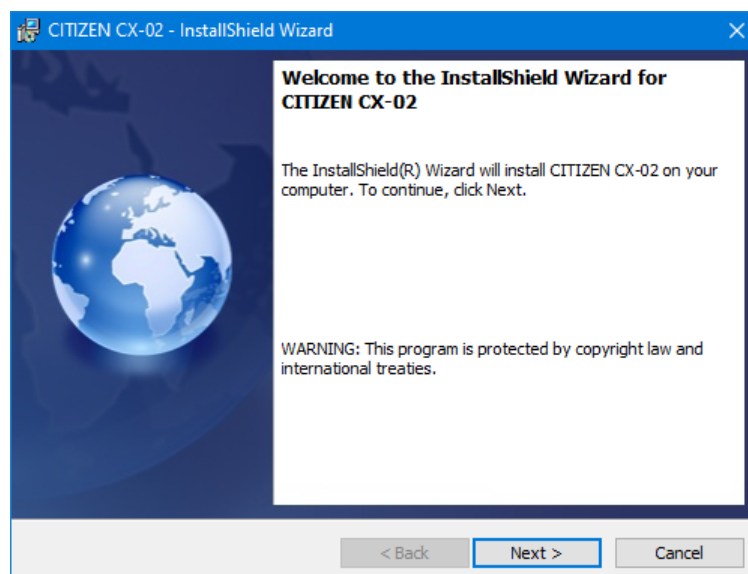 CITIZEN CX-02 - InstallShield Wizard
Welcome to the InstallShield Wizard for
CITIZEN CX-02
The InstallShield(R) Wizard will install CITIZEN CX-02 on your
computer. To continue, click Next.
WARNING: This program is protected by copyright law and
international treaties.
< Back Next > Cancel